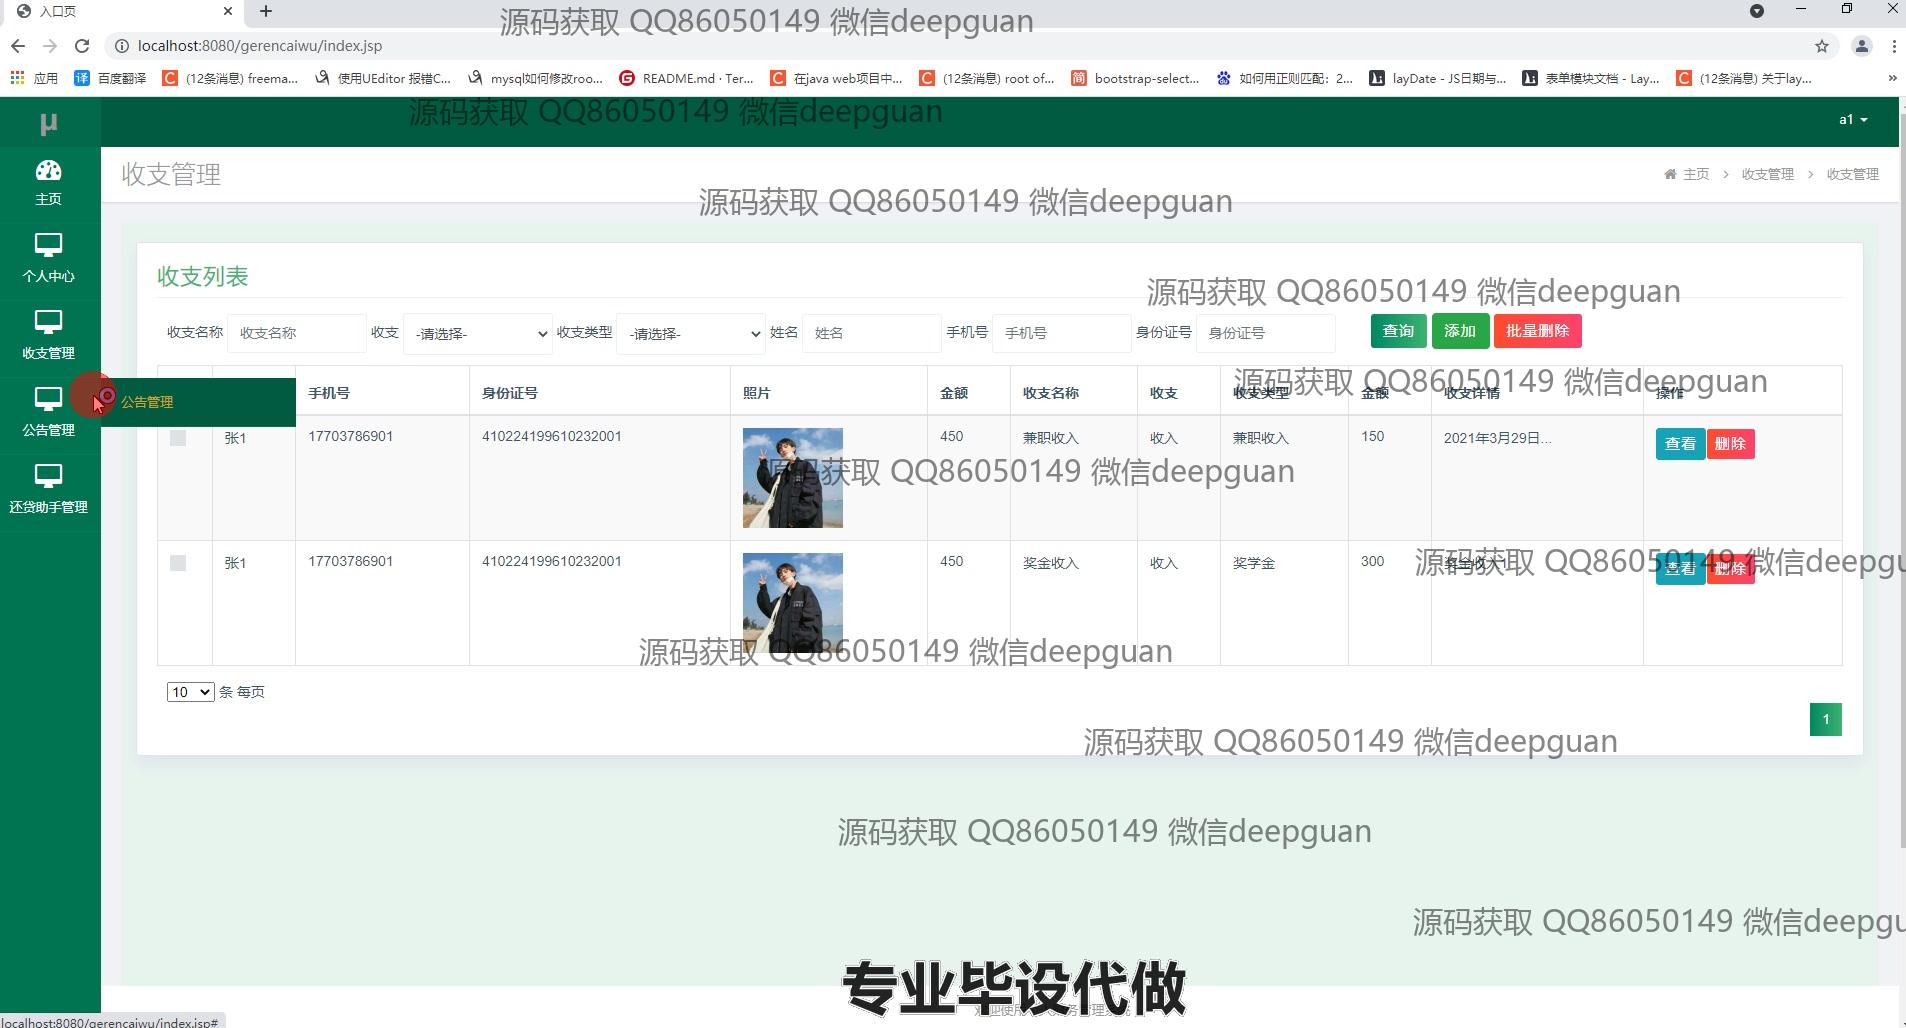 入口页
源码获取 QQ86050149 微信deepguan
localhost:8080/gerencaiwu/index.jsp
应用 百度翻译 (12条消息) freema... 使用UEditor 报错C... mysql如何修改roo... README.md · Ter... 在java web项目中... (12条消息) root of... bootstrap-select... 如何用正则匹配：2... layDate - JS日期与... 表单模块文档 - Lay... (12条消息) 关于lay...
源码获取 QQ86050149 微信deepguan
μ
a1
主页
收支管理
主页 > 收支管理 > 收支管理
源码获取 QQ86050149 微信deepguan
个人中心
收支列表
源码获取 QQ86050149 微信deepguan
收支名称 收支名称 收支 -请选择- 收支类型 -请选择- 姓名 姓名 手机号 手机号 身份证号 身份证号 查询 添加 批量删除
收支管理
源码获取 QQ86050149 微信deepguan
公告管理
手机号 身份证号 照片 金额 收支名称 收支 收支类型 金额 收支详情 操作
公告管理
张1 17703786901 410224199610232001 450 兼职收入 收入 兼职收入 150 2021年3月29日... 查看 删除
源码获取 QQ86050149 微信deepguan
还贷助手管理
张1 17703786901 410224199610232001 450 奖金收入 收入 奖学金 300 查看 删除
源码获取 QQ86050149 微信deepgu
源码获取 QQ86050149 微信deepguan
10 条 每页
1
源码获取 QQ86050149 微信deepguan
源码获取 QQ86050149 微信deepguan
源码获取 QQ86050149 微信deepgu
专业毕设代做
localhost:8080/gerencaiwu/index.jsp#